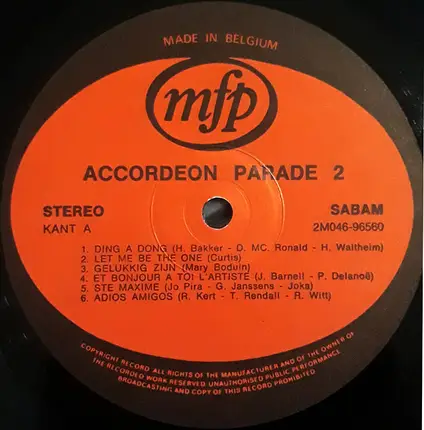 MADE IN BELGIUM
mfp
ACCORDEON PARADE 2
STEREO SABAM
KANT A 2M046-96560
1. DING A DONG (H. Bakker - D. MC. Ronald - H. Waltheim)
2. LET ME BE THE ONE (Curtis)
3. GELUKKIG ZIJN (Mary Boduin)
4. ET BONJOUR A TOI L'ARTISTE (J. Barnell - P. Delanoë)
5. STE MAXIME (Jo Pira - G. Janssens - Joka)
6. ADIOS AMIGOS (R. Kert - T. Rendall - R. Witt)
COPYRIGHT RECORD ALL RIGHTS OF THE MANUFACTURER AND OF THE OWNER OF
THE RECORDED WORK RESERVED. UNAUTHORISED PUBLIC PERFORMANCE
BROADCASTING AND COPY OF THIS RECORD PROHIBITED